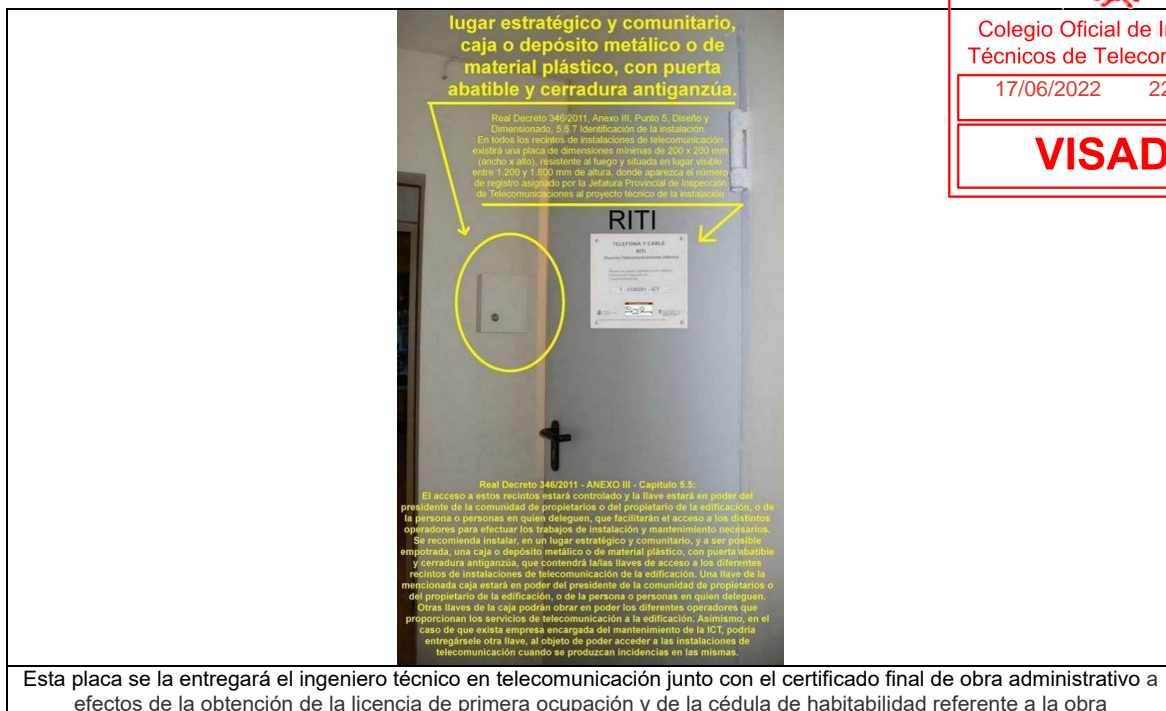 lugar estratégico y comunitario,
caja o depósito metálico o de
material plástico, con puerta
abatible y cerradura antiganzúa.
Real Decreto 346/2011, Anexo III, Punto 5, Diseño y
Dimensionado, 5.5.7 Identificación de la instalación.
En todos los recintos de instalaciones de telecomunicación
existirá una placa de dimensiones mínimas de 200 x 200 mm
(ancho x alto), resistente al fuego y situada en lugar visible
entre 1.200 y 1.800 mm de altura, donde aparezca el número
de registro asignado por la Jefatura Provincial de Inspección
de Telecomunicaciones al proyecto técnico de la instalación.
RITI
TELEFONIA Y CABLE
RITI
(Recinto Telecomunicaciones Inferior)
Real Decreto 346/2011 - ANEXO III - Capítulo 5.5:
El acceso a estos recintos estará controlado y la llave estará en poder del
presidente de la comunidad de propietarios o del propietario de la edificación, o de
la persona o personas en quien deleguen, que facilitarán el acceso a los distintos
operadores para efectuar los trabajos de instalación y mantenimiento necesarios.
Se recomienda instalar, en un lugar estratégico y comunitario, y a ser posible
empotrada, una caja o depósito metálico o de material plástico, con puerta abatible
y cerradura antiganzúa, que contendrá la/las llaves de acceso a los diferentes
recintos de instalaciones de telecomunicación de la edificación. Una llave de la
mencionada caja estará en poder del presidente de la comunidad de propietarios o
del propietario de la edificación, o de la persona o personas en quien deleguen.
Otras llaves de la caja podrán obrar en poder los diferentes operadores que
proporcionan los servicios de telecomunicación a la edificación. Asimismo, en el
caso de que exista empresa encargada del mantenimiento de la ICT, podría
entregársele otra llave, al objeto de poder acceder a las instalaciones de
telecomunicación cuando se produzcan incidencias en las mismas.
Colegio Oficial de In
Técnicos de Telecom
17/06/2022 22
VISAD
Esta placa se la entregará el ingeniero técnico en telecomunicación junto con el certificado final de obra administrativo a
efectos de la obtención de la licencia de primera ocupación y de la cédula de habitabilidad referente a la obra